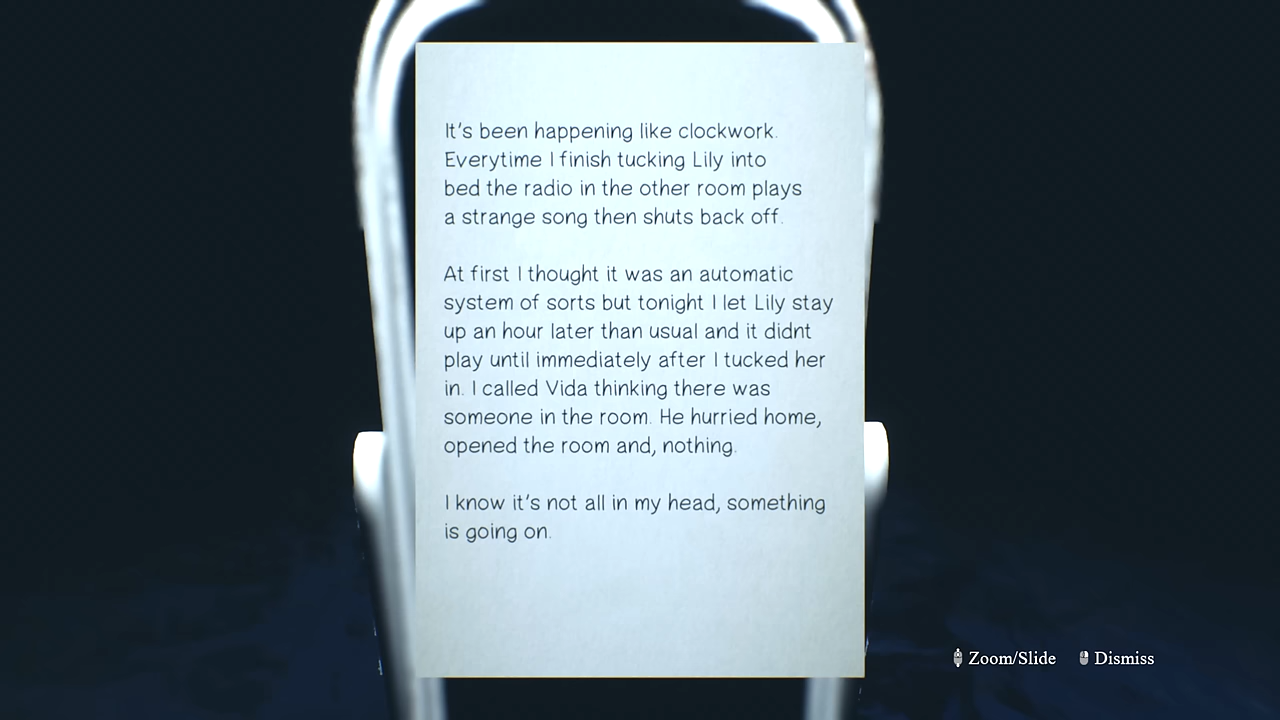 It's been happening like clockwork.
Everytime I finish tucking Lily into
bed the radio in the other room plays
a strange song then shuts back off.
At first I thought it was an automatic
system of sorts but tonight I let Lily stay
up an hour later than usual and it didnt
play until immediately after I tucked her
in. I called Vida thinking there was
someone in the room. He hurried home,
opened the room and, nothing.
I know it's not all in my head, something
is going on.
Zoom/Slide Dismiss